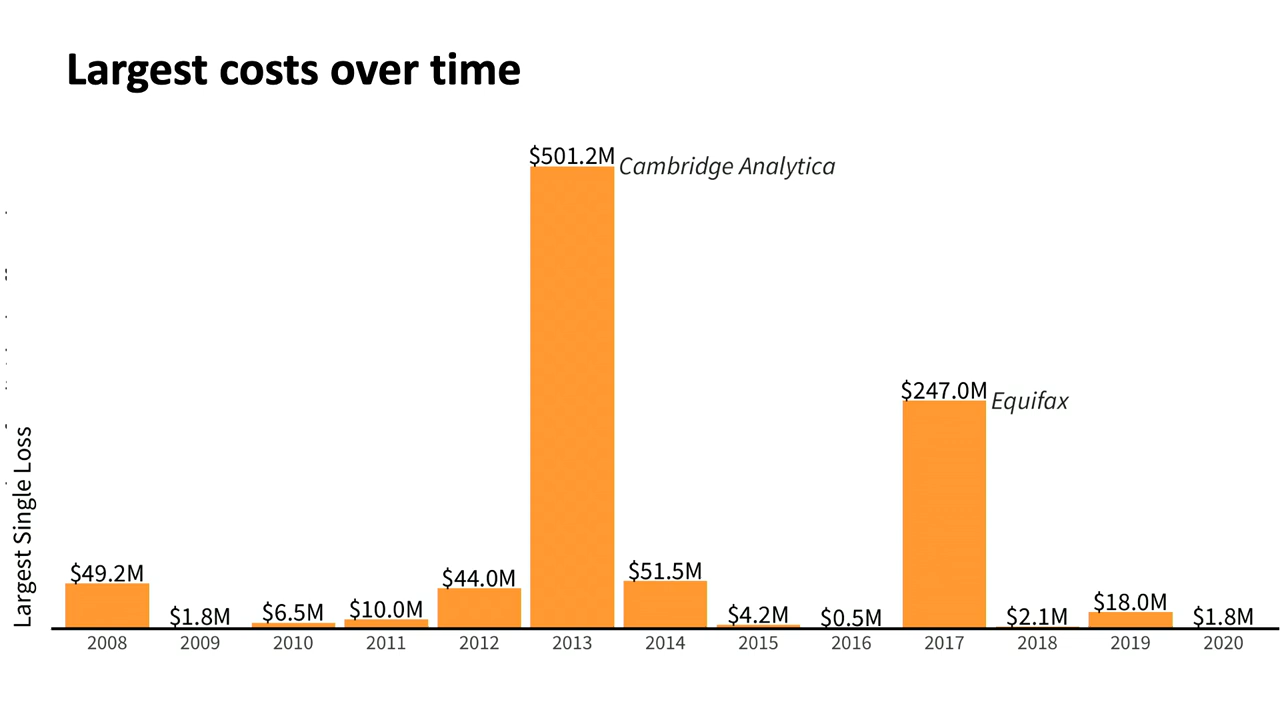 Largest costs over time
$501.2M
Cambridge Analytica
$247.0M
Equifax
Largest Single Loss
$49.2M
$1.8M
$6.5M
$10.0M
$44.0M
$51.5M
$4.2M
$0.5M
$2.1M
$18.0M
$1.8M
2008 2009 2010 2011 2012 2013 2014 2015 2016 2017 2018 2019 2020